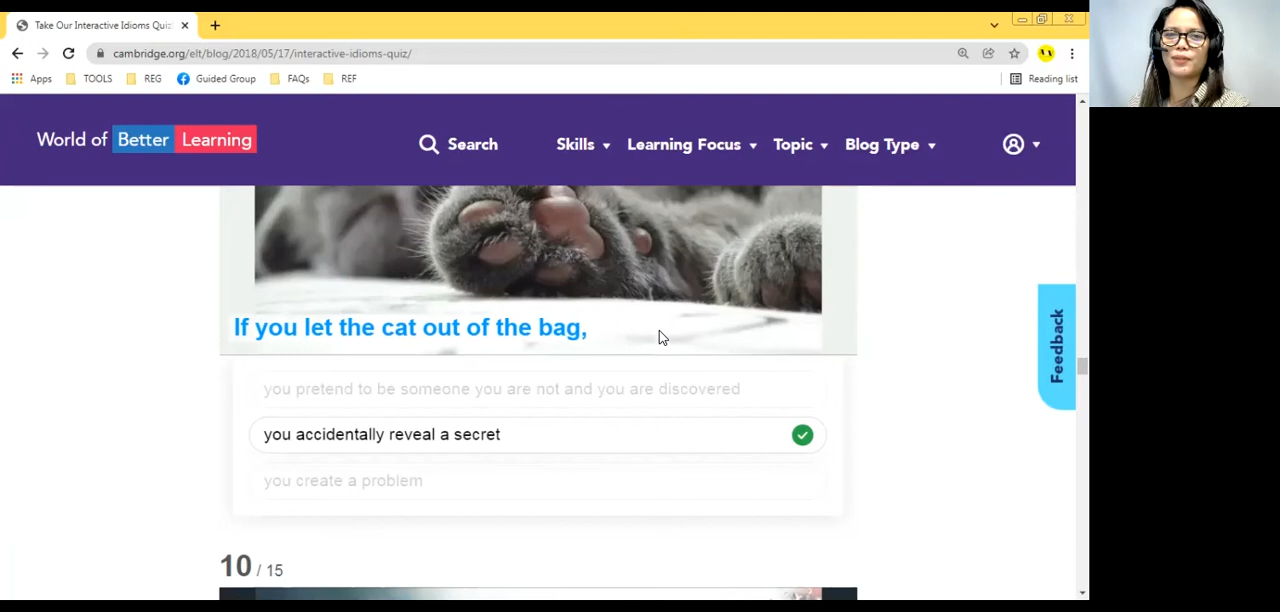 Take Our Interactive Idioms Quiz
cambridge.org/elt/blog/2018/05/17/interactive-idioms-quiz/
Apps TOOLS REG Guided Group FAQs REF Reading list
World of Better Learning Search Skills Learning Focus Topic Blog Type
If you let the cat out of the bag,
Feedback
you pretend to be someone you are not and you are discovered
you accidentally reveal a secret
you create a problem
10 / 15